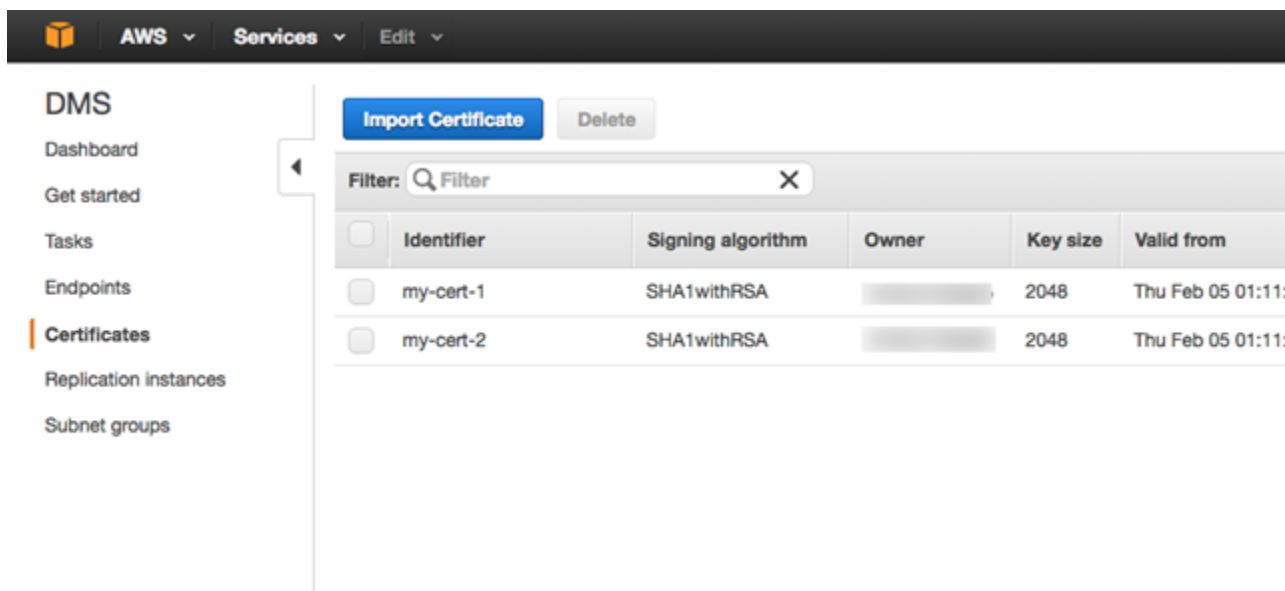 AWS Services Edit
DMS
Dashboard
Get started
Tasks
Endpoints
Certificates
Replication instances
Subnet groups
Import Certificate Delete
Filter: Filter
Identifier Signing algorithm Owner Key size Valid from
my-cert-1 SHA1withRSA 2048 Thu Feb 05 01:11:
my-cert-2 SHA1withRSA 2048 Thu Feb 05 01:11: